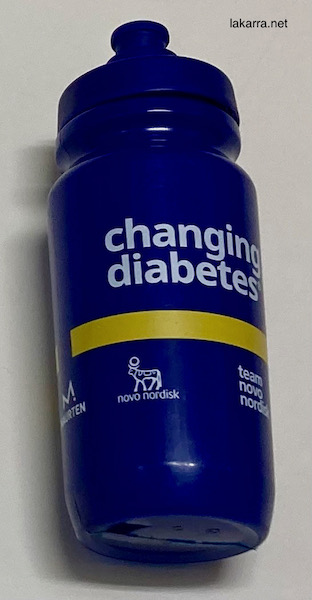 lakarra.net
changing
diabetes
novo nordisk
team
novo
nordisk